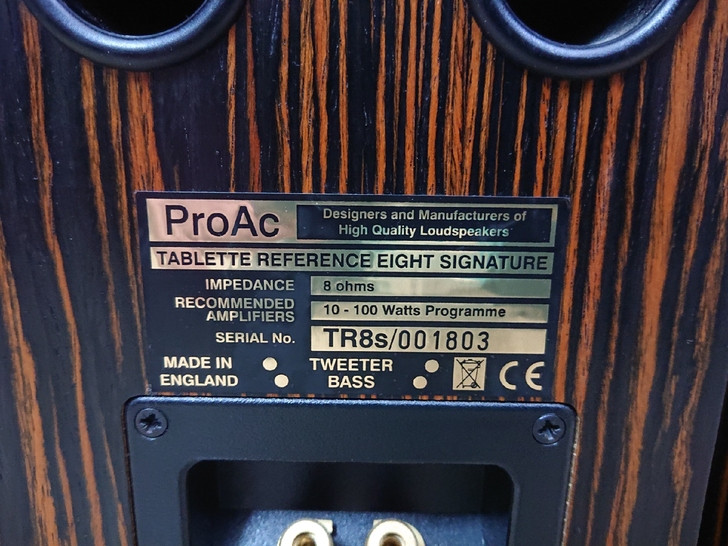 ProAc
Designers and Manufacturers of
High Quality Loudspeakers
TABLETTE REFERENCE EIGHT SIGNATURE
IMPEDANCE 8 ohms
RECOMMENDED
AMPLIFIERS 10 - 100 Watts Programme
SERIAL No. TR8s/001803
MADE IN
ENGLAND
TWEETER
BASS
CE